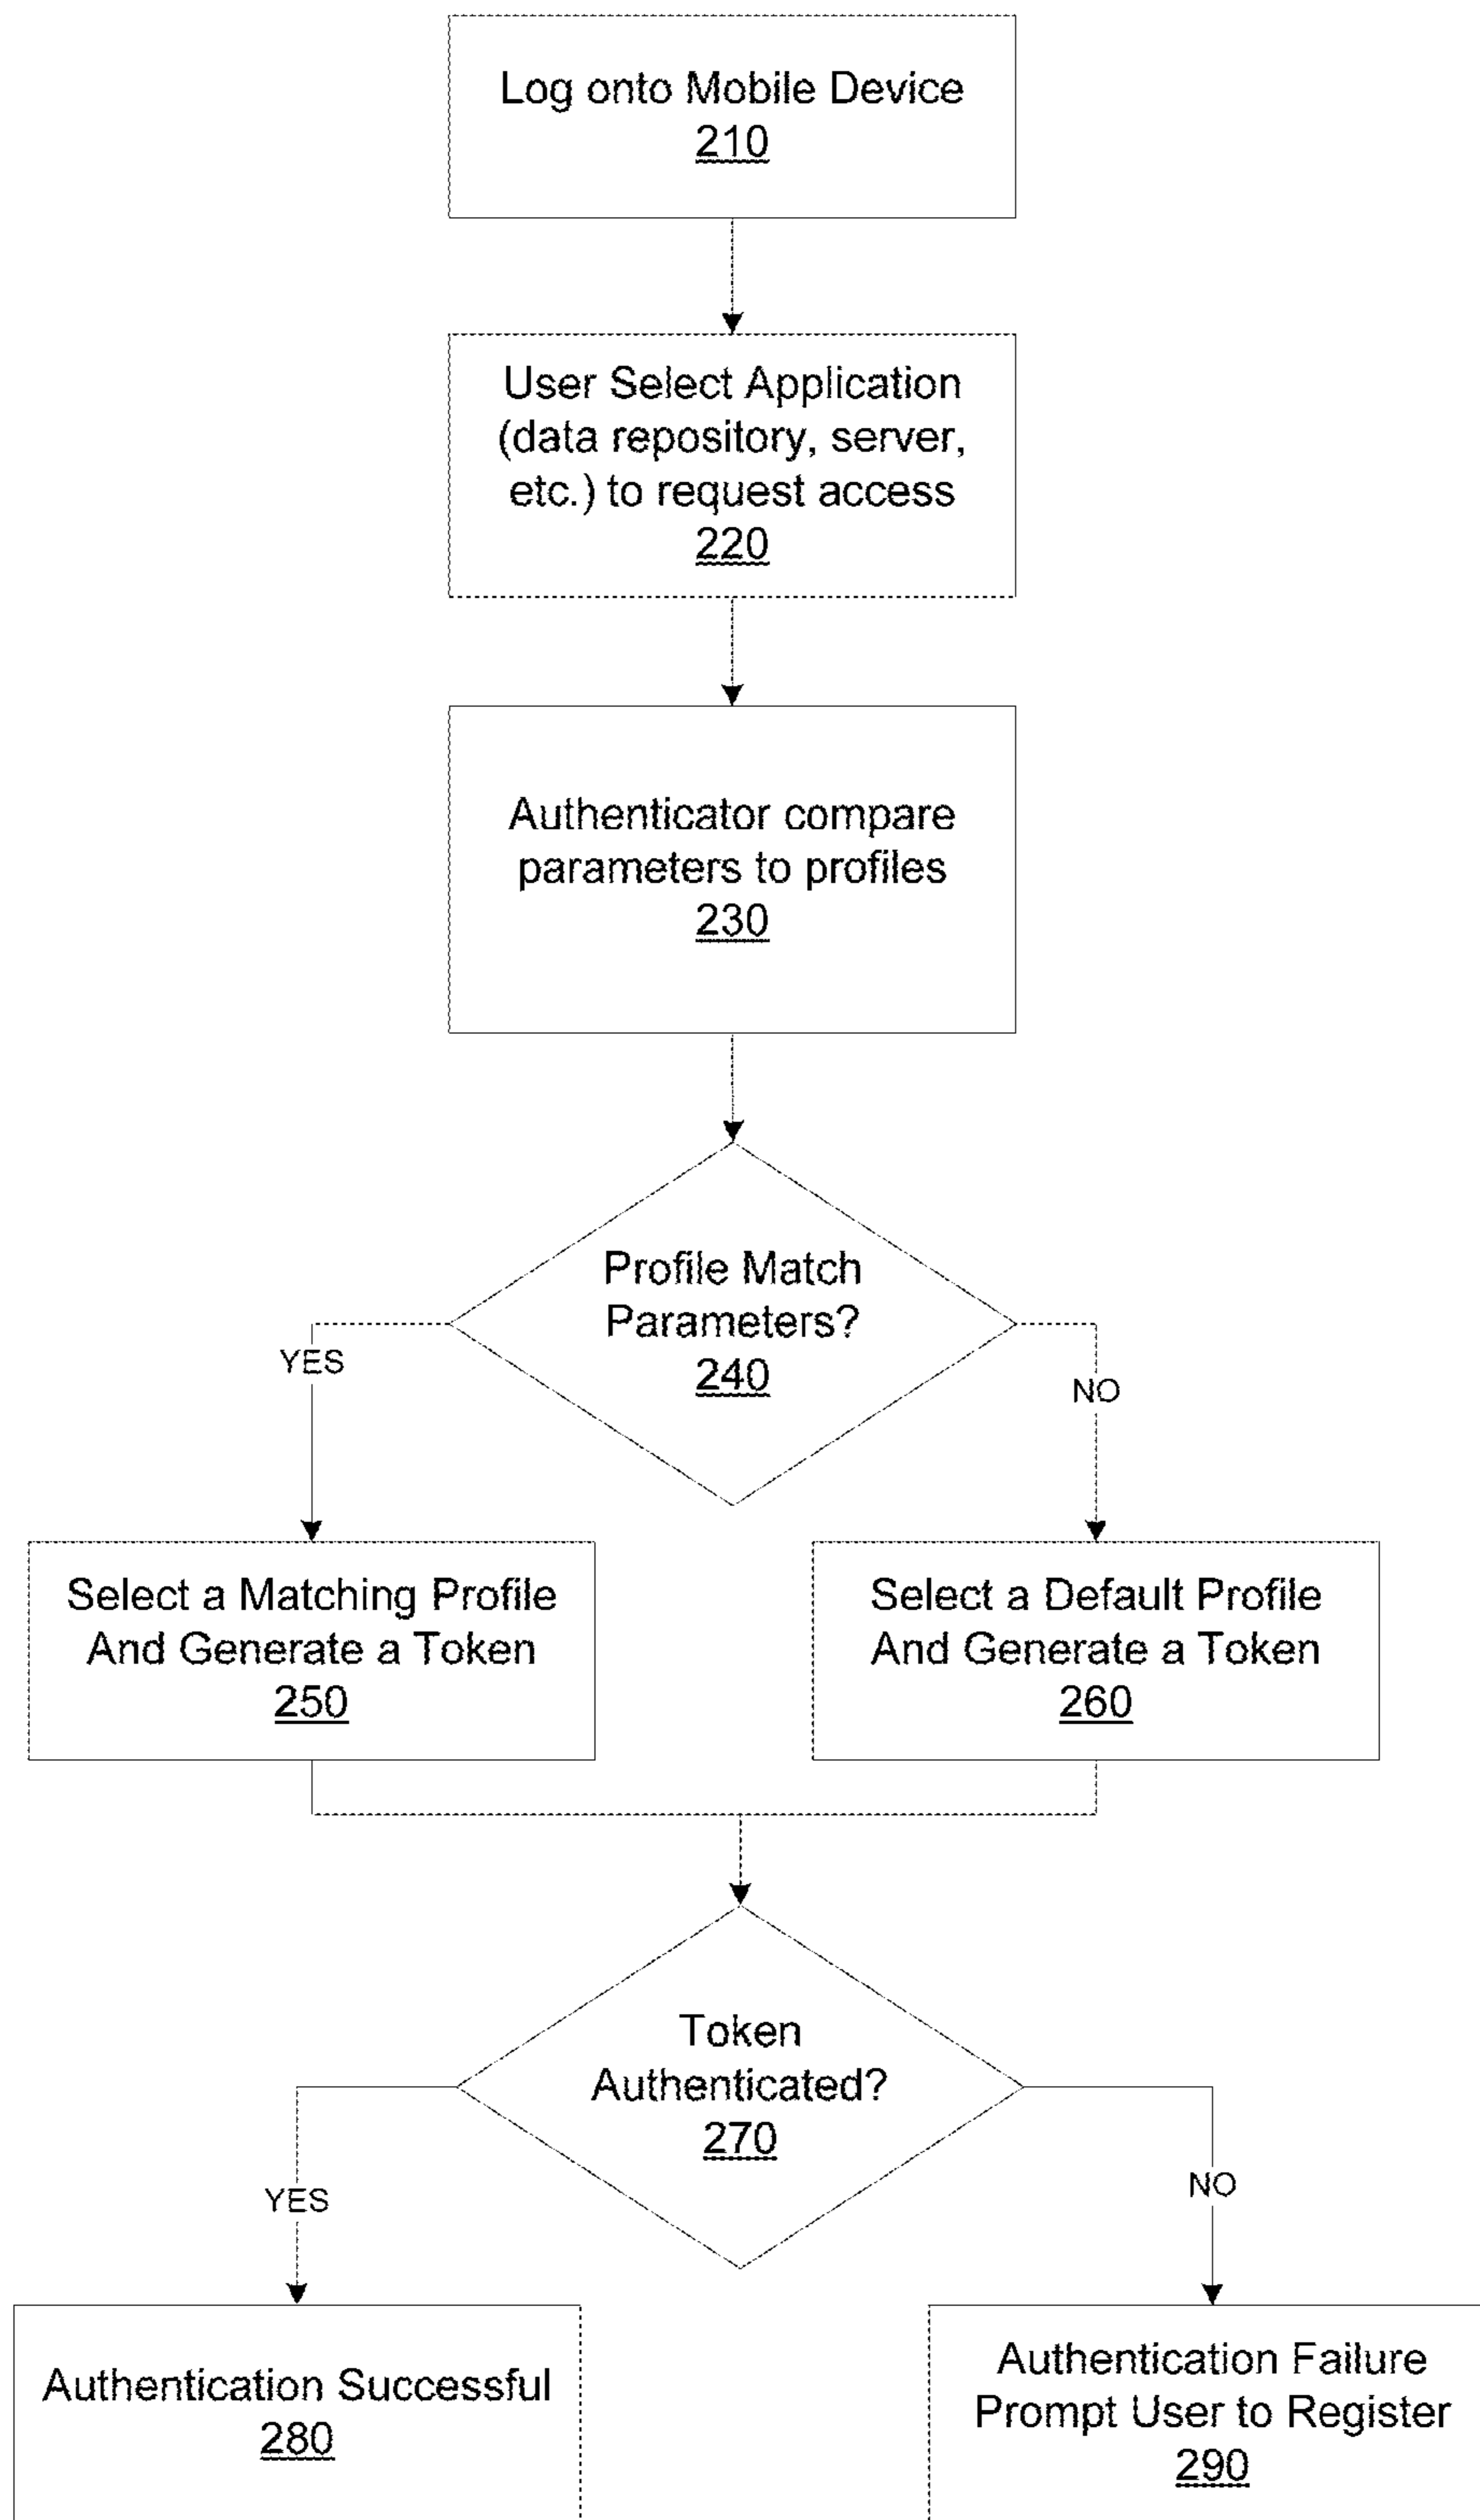 Log onto Mobile Device
210
User Select Application
(data repository, server,
etc.) to request access
220
Authenticator compare
parameters to profiles
230
Profile Match
Parameters?
240
YES
NO
Select a Matching Profile
And Generate a Token
250
Select a Default Profile
And Generate a Token
260
Token
Authenticated?
270
YES
NO
Authentication Successful
280
Authentication Failure
Prompt User to Register
290